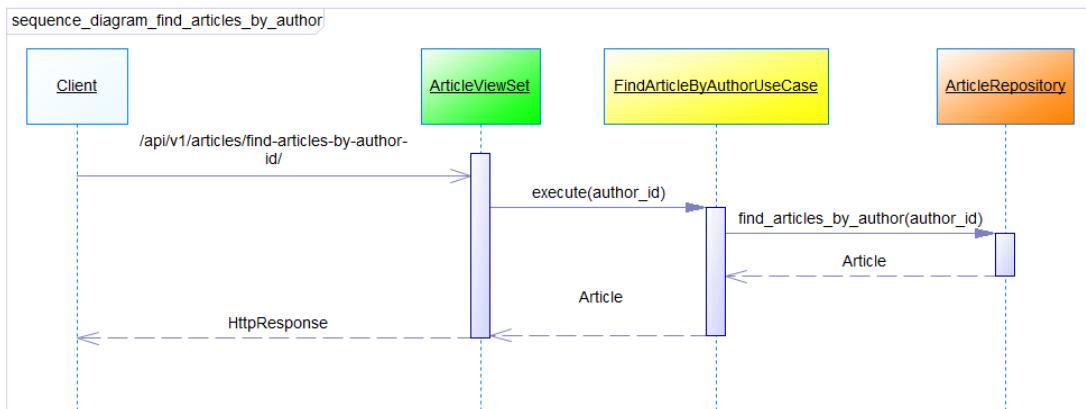 sequence_diagram_find_articles_by_author
Client
ArticleViewSet
FindArticleByAuthorUseCase
ArticleRepository
/api/v1/articles/find-articles-by-author-
id/
execute(author_id)
find_articles_by_author(author_id)
Article
Article
HttpResponse